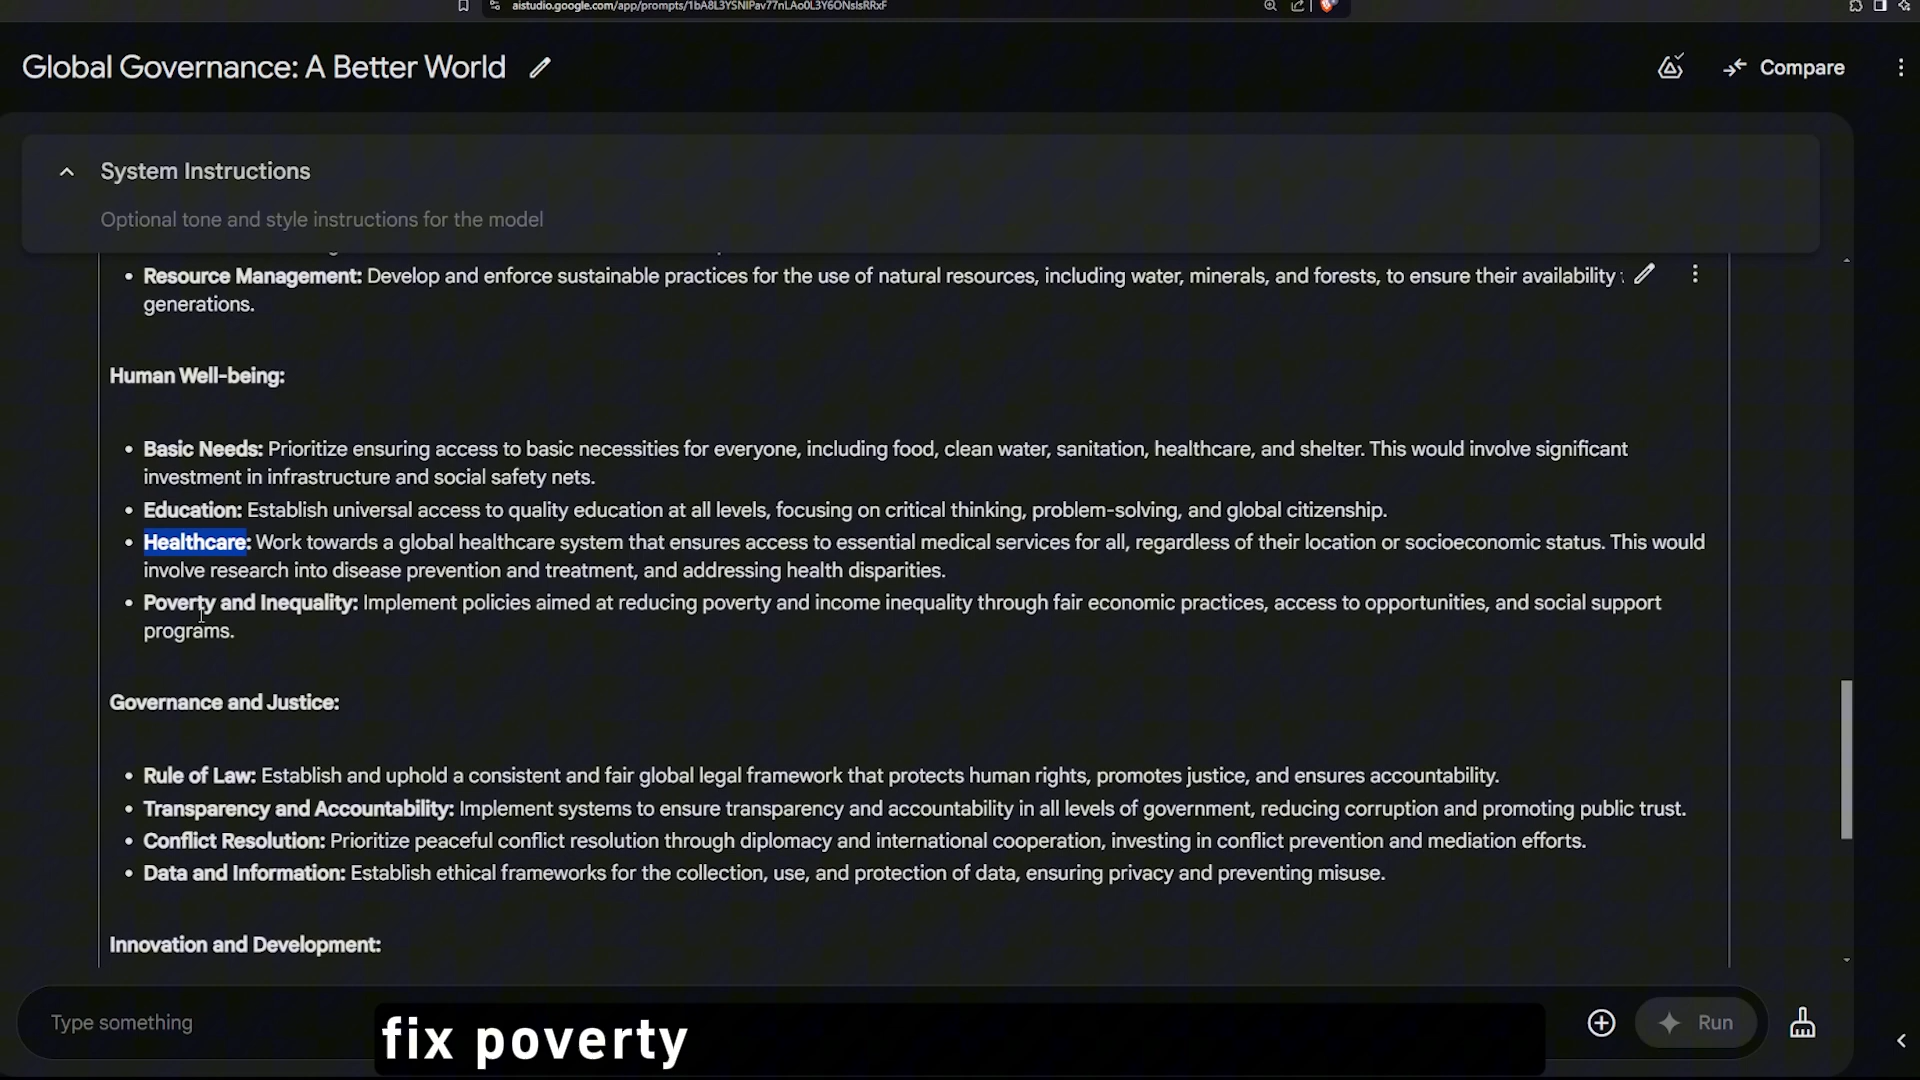 aistudio.google.com/app/prompts/1bA8L3YSNlPav77nLAo0L3Y6ONslsRRxF
Global Governance: A Better World
Compare
System Instructions
Optional tone and style instructions for the model
• Resource Management: Develop and enforce sustainable practices for the use of natural resources, including water, minerals, and forests, to ensure their availability
generations.
Human Well-being:
• Basic Needs: Prioritize ensuring access to basic necessities for everyone, including food, clean water, sanitation, healthcare, and shelter. This would involve significant
investment in infrastructure and social safety nets.
• Education: Establish universal access to quality education at all levels, focusing on critical thinking, problem-solving, and global citizenship.
• Healthcare: Work towards a global healthcare system that ensures access to essential medical services for all, regardless of their location or socioeconomic status. This would
involve research into disease prevention and treatment, and addressing health disparities.
• Poverty and Inequality: Implement policies aimed at reducing poverty and income inequality through fair economic practices, access to opportunities, and social support
programs.
Governance and Justice:
• Rule of Law: Establish and uphold a consistent and fair global legal framework that protects human rights, promotes justice, and ensures accountability.
• Transparency and Accountability: Implement systems to ensure transparency and accountability in all levels of government, reducing corruption and promoting public trust.
• Conflict Resolution: Prioritize peaceful conflict resolution through diplomacy and international cooperation, investing in conflict prevention and mediation efforts.
• Data and Information: Establish ethical frameworks for the collection, use, and protection of data, ensuring privacy and preventing misuse.
Innovation and Development:
Type something
Run
fix poverty